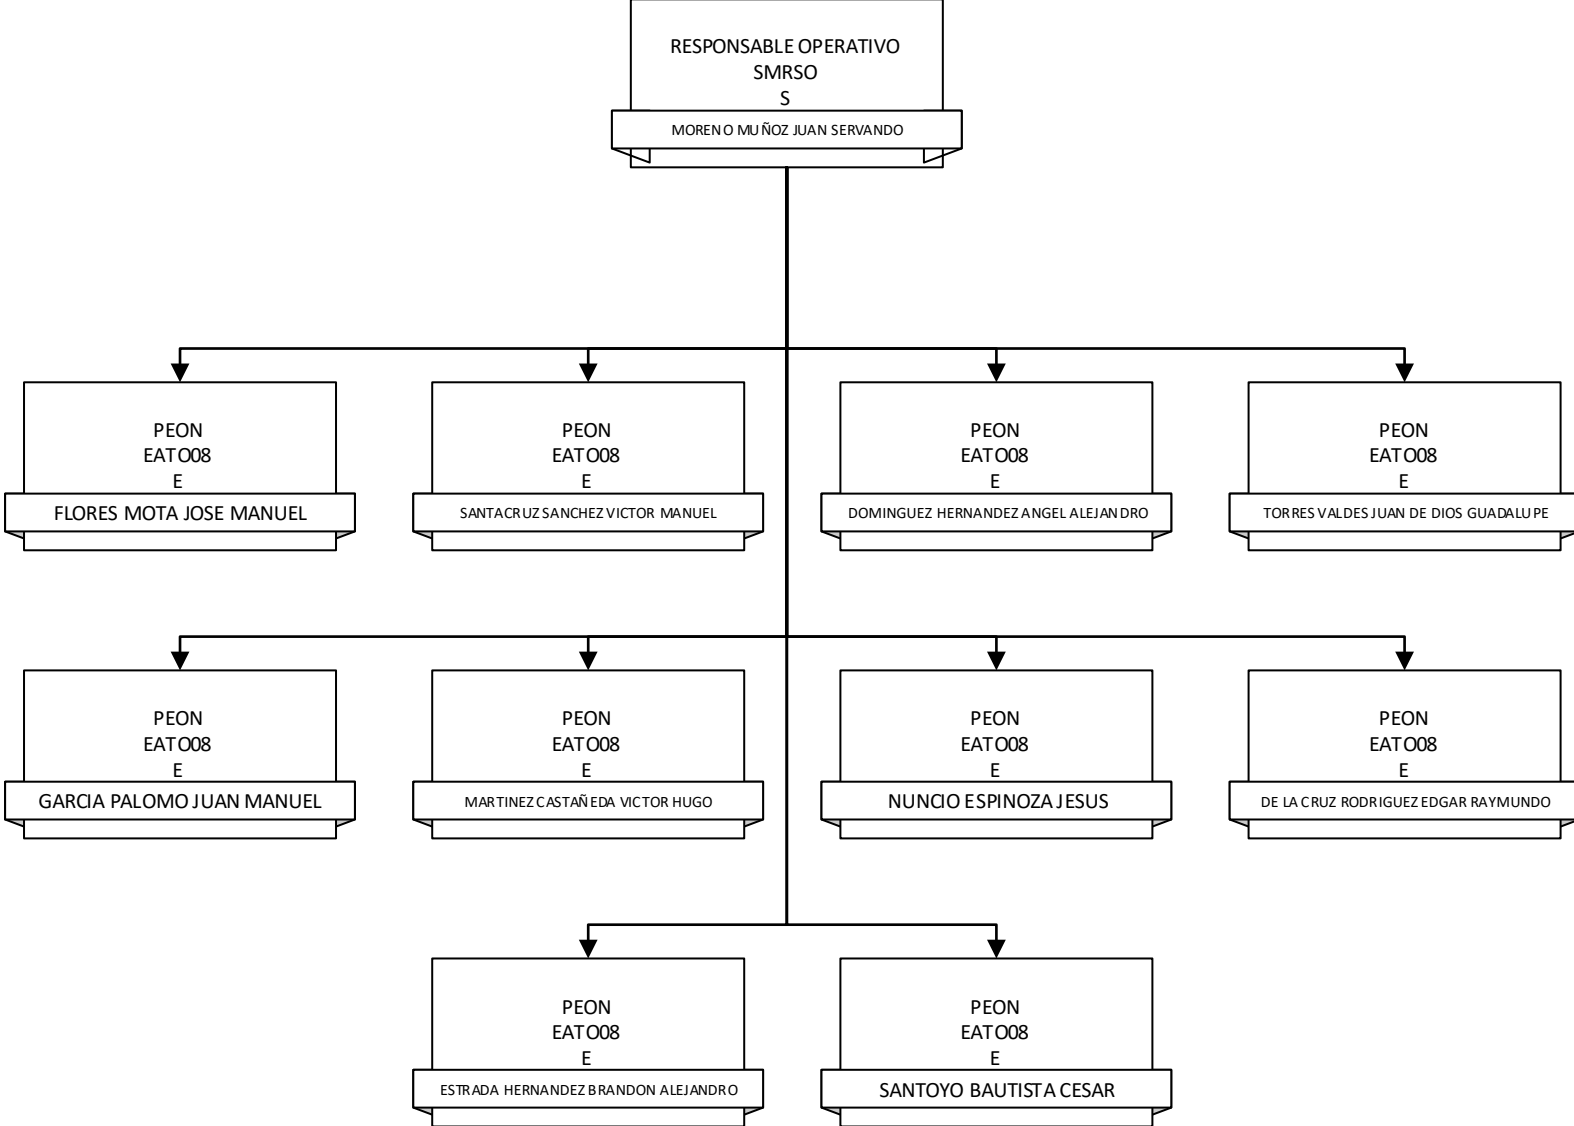 RESPONSABLE OPERATIVO
SMRSO
S
MORENO MUÑOZ JUAN SERVANDO
PEON
EATO08
E
FLORES MOTA JOSE MANUEL
PEON
EATO08
E
SANTACRUZ SANCHEZ VICTOR MANUEL
PEON
EATO08
E
DOMINGUEZ HERNANDEZ ANGEL ALEJANDRO
PEON
EATO08
E
TORRES VALDES JUAN DE DIOS GUADALUPE
PEON
EATO08
E
GARCIA PALOMO JUAN MANUEL
PEON
EATO08
E
MARTINEZ CASTAÑEDA VICTOR HUGO
PEON
EATO08
E
NUNCIO ESPINOZA JESUS
PEON
EATO08
E
DE LA CRUZ RODRIGUEZ EDGAR RAYMUNDO
PEON
EATO08
E
ESTRADA HERNANDEZ BRANDON ALEJANDRO
PEON
EATO08
E
SANTOYO BAUTISTA CESAR